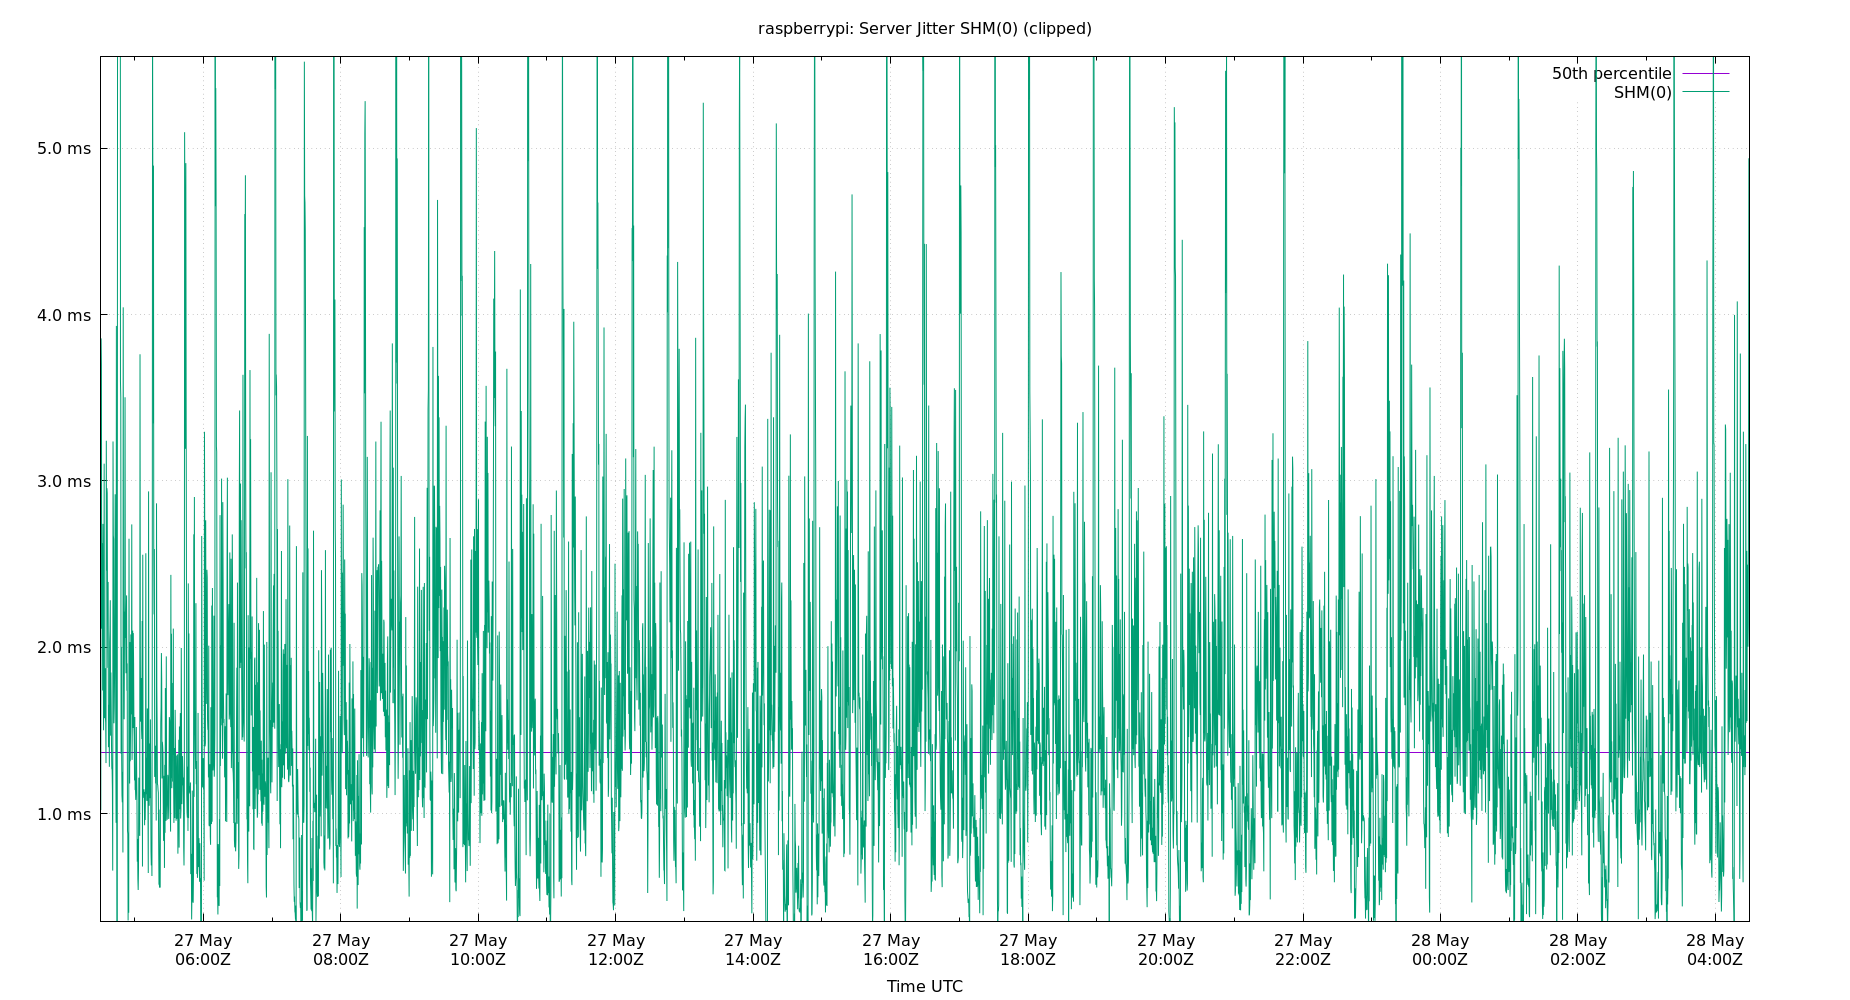 raspberrypi: Server Jitter SHM(0) (clipped)
50th percentile
SHM(0)
5.0 ms
4.0 ms
3.0 ms
2.0 ms
1.0 ms
27 May 27 May 27 May 27 May 27 May 27 May 27 May 27 May 27 May 28 May 28 May 28 May
06:00Z 08:00Z 10:00Z 12:00Z 14:00Z 16:00Z 18:00Z 20:00Z 22:00Z 00:00Z 02:00Z 04:00Z
Time UTC